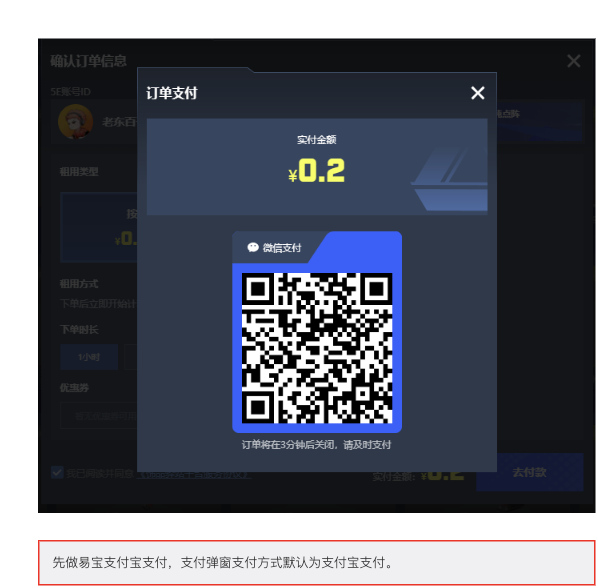 确认订单信息
5E账号ID
订单支付
老东百
实付金额
¥0.2
租用类型
按
¥0.
微信支付
租用方式
下单后立即开始计
下单时长
1小时
优惠券
订单将在3分钟后关闭，请及时支付
实付金额：¥0.2
去付款
先做易宝支付宝支付，支付弹窗支付方式默认为支付宝支付。